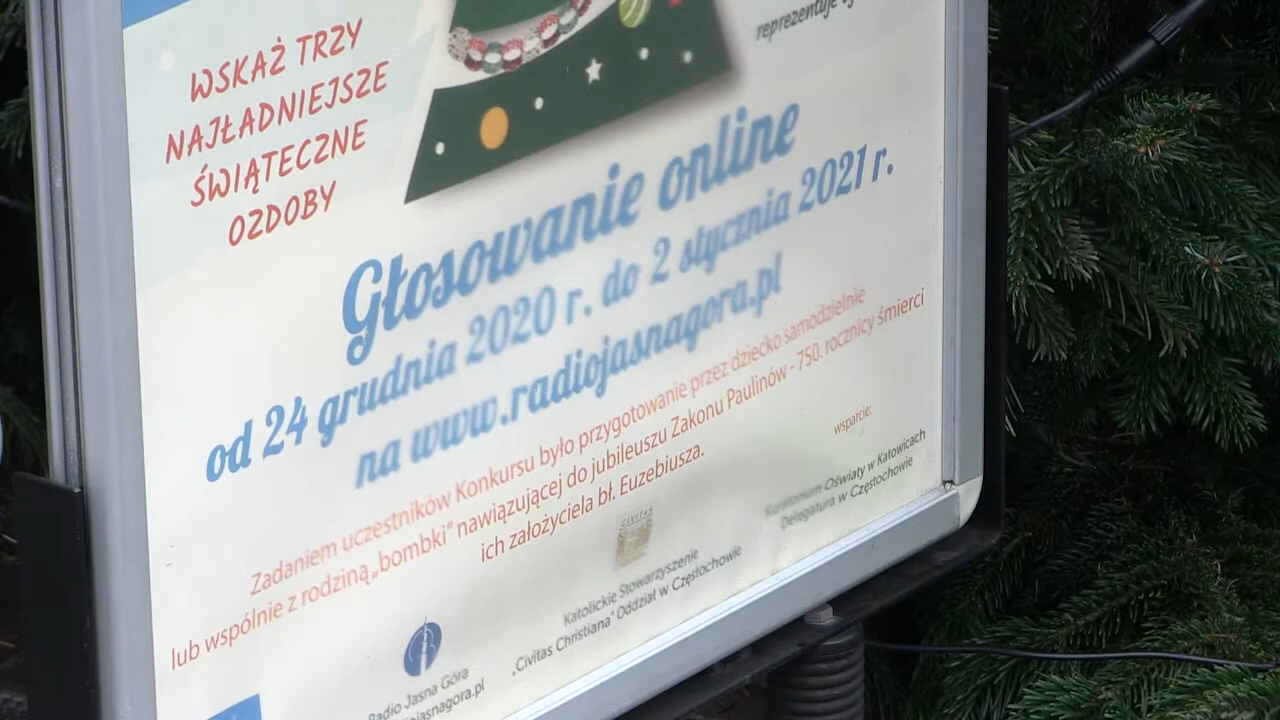 WSKAŻ TRZY
NAJŁADNIEJSZE
ŚWIĄTECZNE
OZDOBY
reprezentuje
Głosowanie online
od 24 grudnia 2020 r. do 2 stycznia 2021 r.
na www.radiojasnagora.pl
Zadaniem uczestników Konkursu było przygotowanie przez dziecko samodzielnie
lub wspólnie z rodziną „bombki" nawiązującej do jubileuszu Zakonu Paulinów - 750. rocznicy śmierci
ich założyciela bł. Euzebiusza.
wsparcie:
CIVITAS
Kuratorium Oświaty w Katowicach
Delegatura w Częstochowie
Katolickie Stowarzyszenie
„Civitas Christiana" Oddział w Częstochowie
Radio Jasna Góra